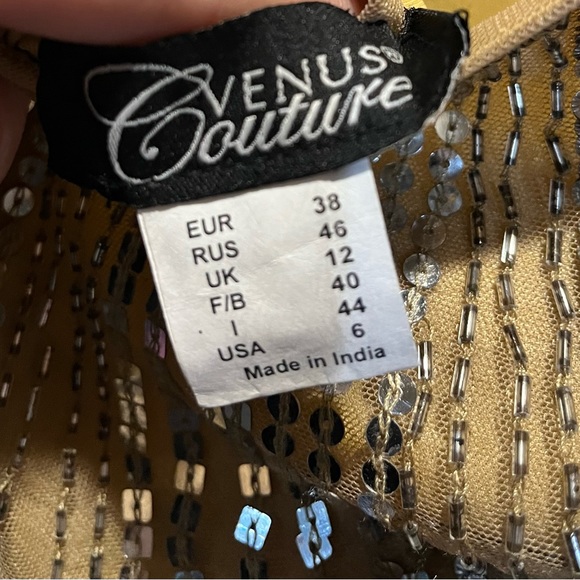 VENUS®
Couture
EUR 38
RUS 46
UK 12
F/B 40
I 44
USA 6
Made in India